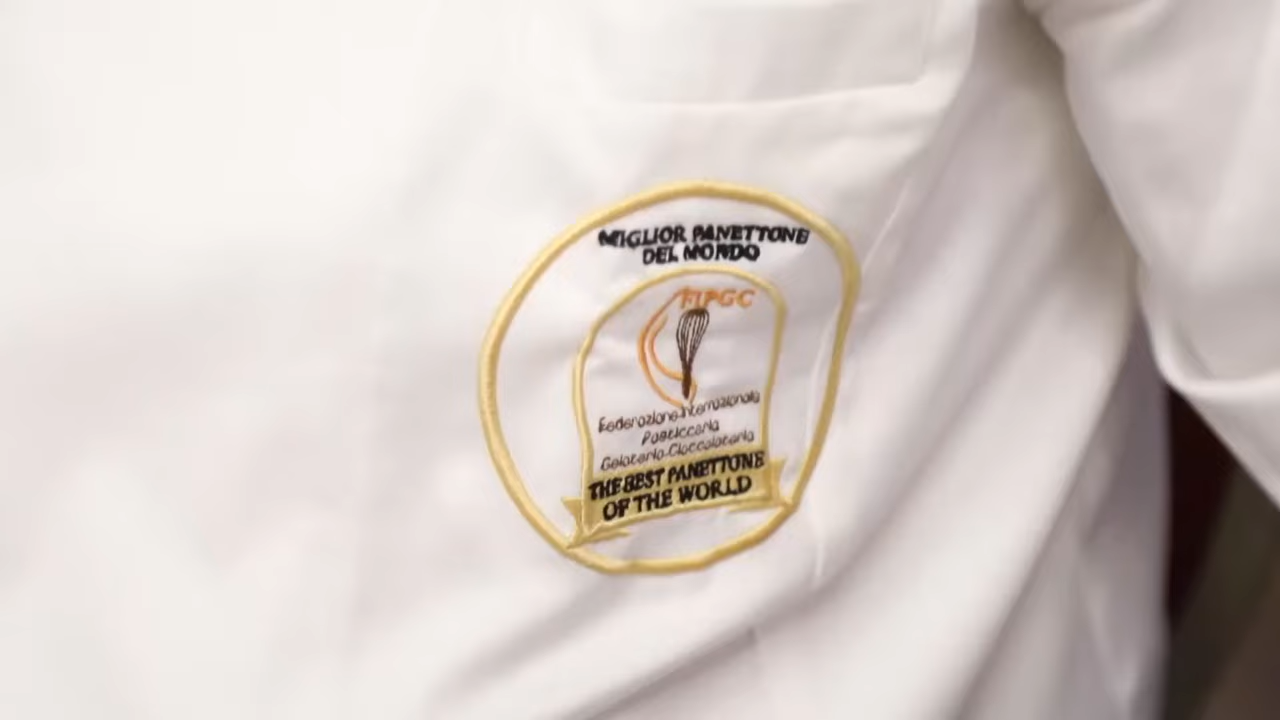 MIGLIOR PANETTONE
DEL MONDO
FIPGC
Federazione Internazionale
Pasticceria
Gelateria-Cioccolateria
THE BEST PANETTONE
OF THE WORLD